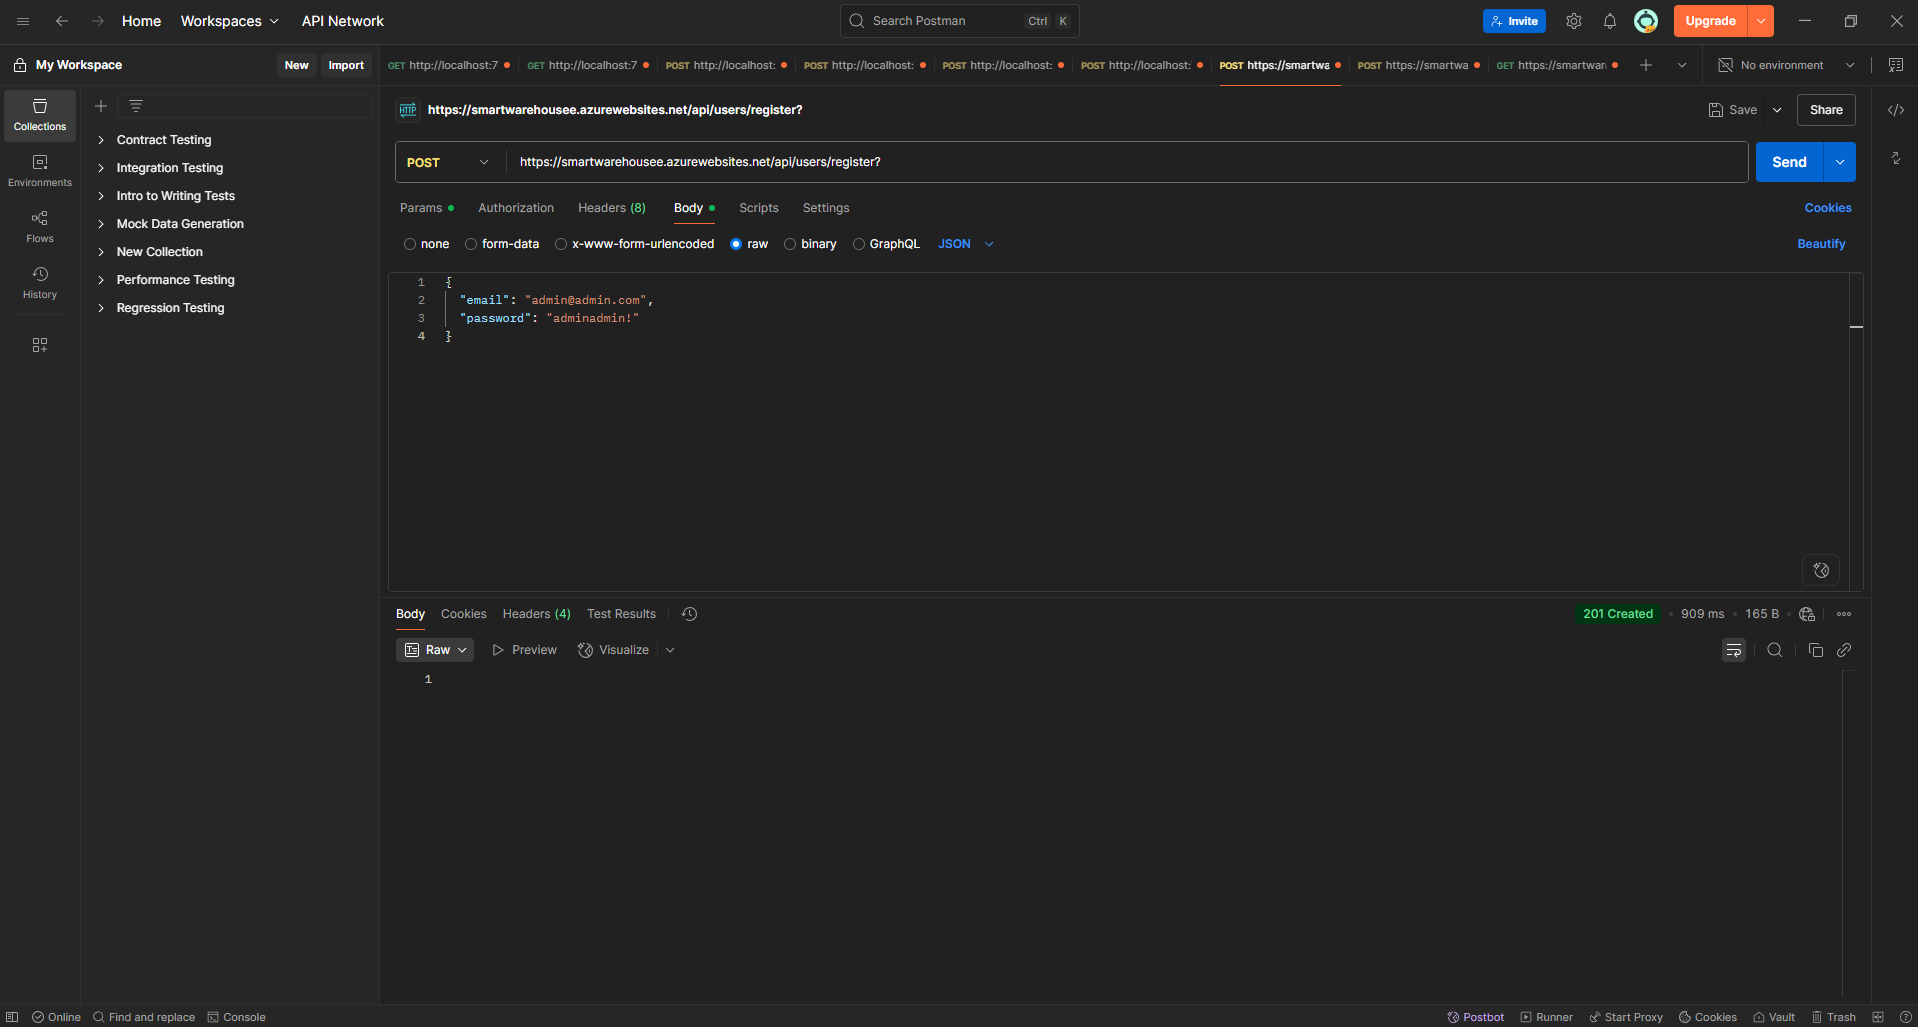 Home Workspaces API Network Search Postman Ctrl K Invite Upgrade
My Workspace New Import GET http://localhost:7 GET http://localhost:7 POST http://localhost: POST http://localhost: POST http://localhost: POST http://localhost: POST https://smartwa POST https://smartwa GET https://smartwar No environment
Collections
Environments
Flows
History
Contract Testing
Integration Testing
Intro to Writing Tests
Mock Data Generation
New Collection
Performance Testing
Regression Testing
HTTP https://smartwarehousee.azurewebsites.net/api/users/register? Save Share
POST https://smartwarehousee.azurewebsites.net/api/users/register? Send
Params Authorization Headers (8) Body Scripts Settings Cookies
none form-data x-www-form-urlencoded raw binary GraphQL JSON Beautify
1 {
2 "email": "admin@admin.com",
3 "password": "adminadmin!"
4 }
Body Cookies Headers (4) Test Results 201 Created 909 ms 165 B
Raw Preview Visualize
1
Online Find and replace Console Postbot Runner Start Proxy Cookies Vault Trash